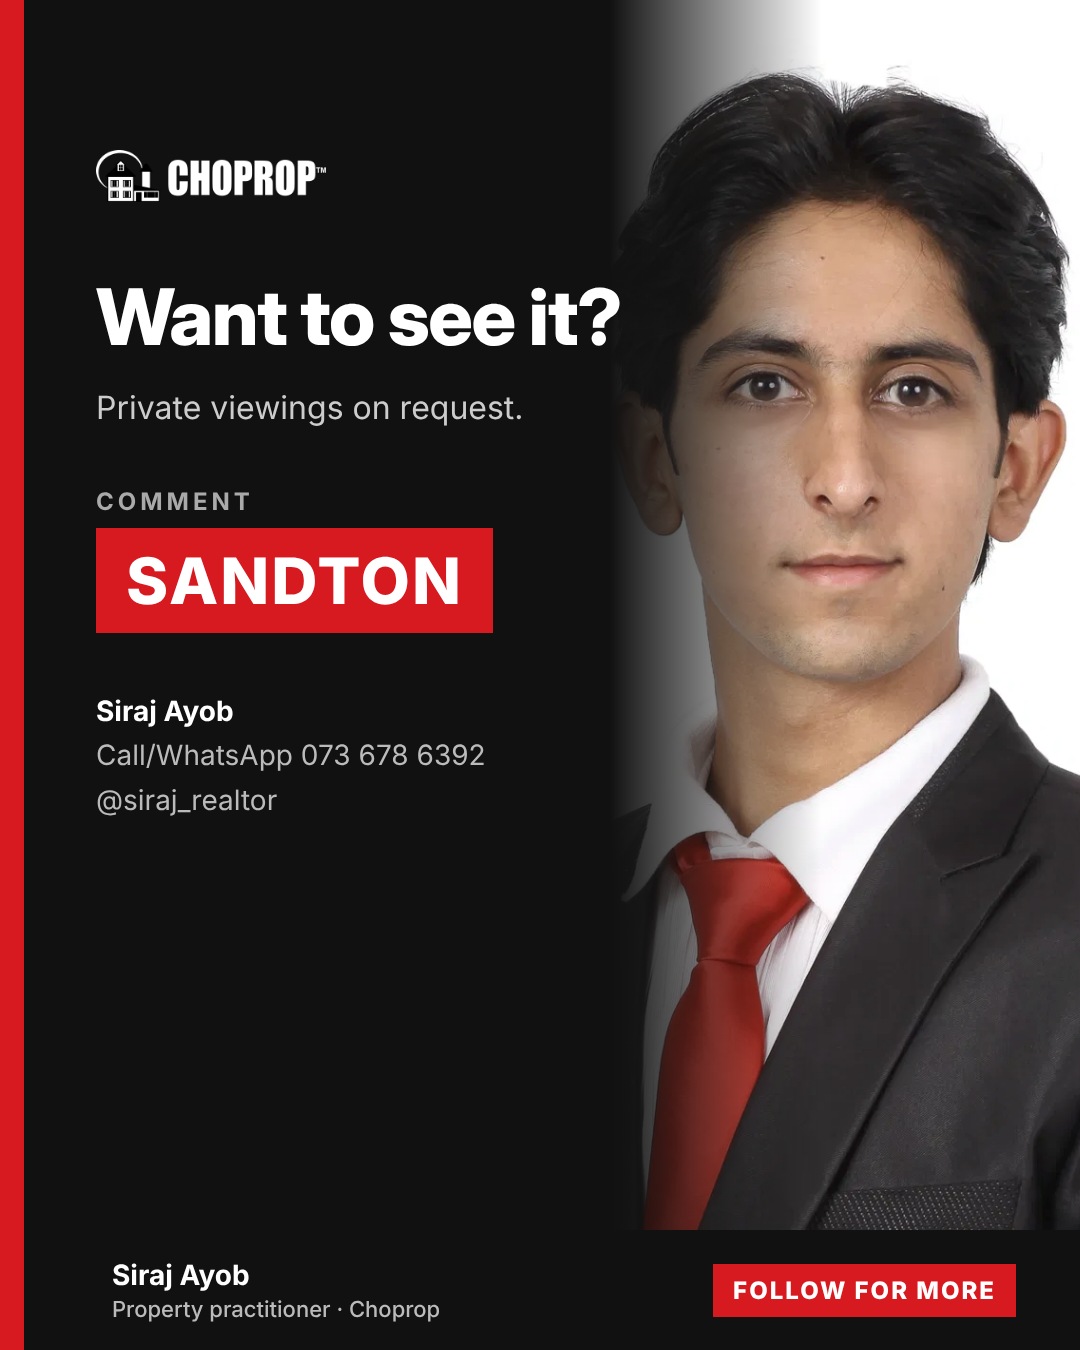 CHOPROP™
Want to see it?
Private viewings on request.
COMMENT
SANDTON
Siraj Ayob
Call/WhatsApp 073 678 6392
@siraj_realtor
Siraj Ayob
Property practitioner · Choprop
FOLLOW FOR MORE